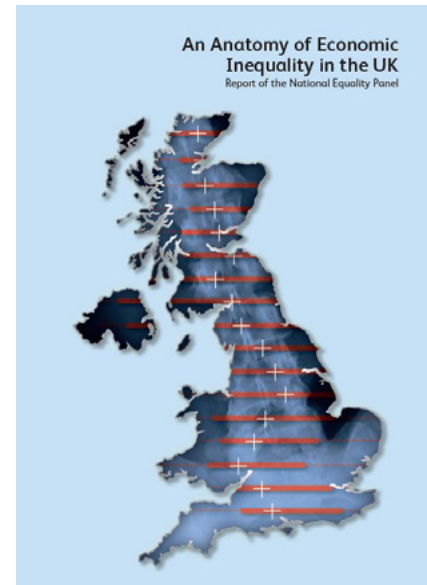 An Anatomy of Economic
Inequality in the UK
Report of the National Equality Panel